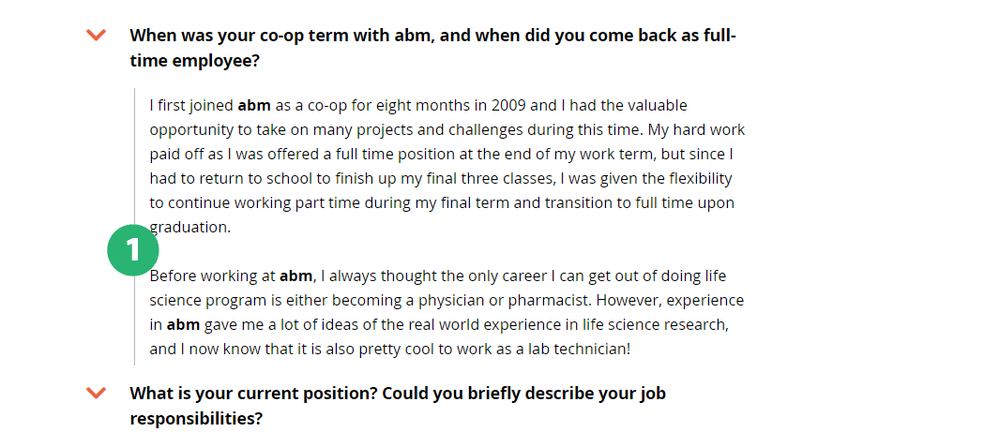 When was your co-op term with abm, and when did you come back as full-
time employee?
I first joined abm as a co-op for eight months in 2009 and I had the valuable
opportunity to take on many projects and challenges during this time. My hard work
paid off as I was offered a full time position at the end of my work term, but since I
had to return to school to finish up my final three classes, I was given the flexibility
to continue working part time during my final term and transition to full time upon
graduation.
1
Before working at abm, I always thought the only career I can get out of doing life
science program is either becoming a physician or pharmacist. However, experience
in abm gave me a lot of ideas of the real world experience in life science research,
and I now know that it is also pretty cool to work as a lab technician!
What is your current position? Could you briefly describe your job
responsibilities?